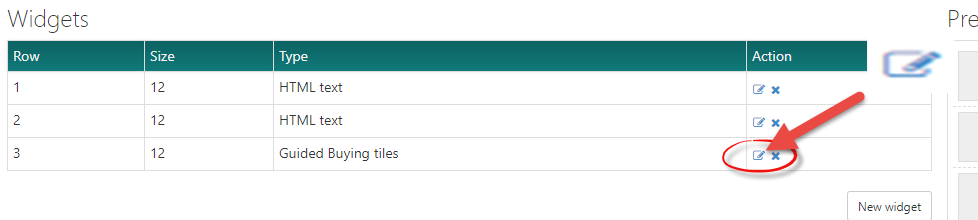 Widgets
Pre
Row Size Type Action
1 12 HTML text
2 12 HTML text
3 12 Guided Buying tiles
New widget